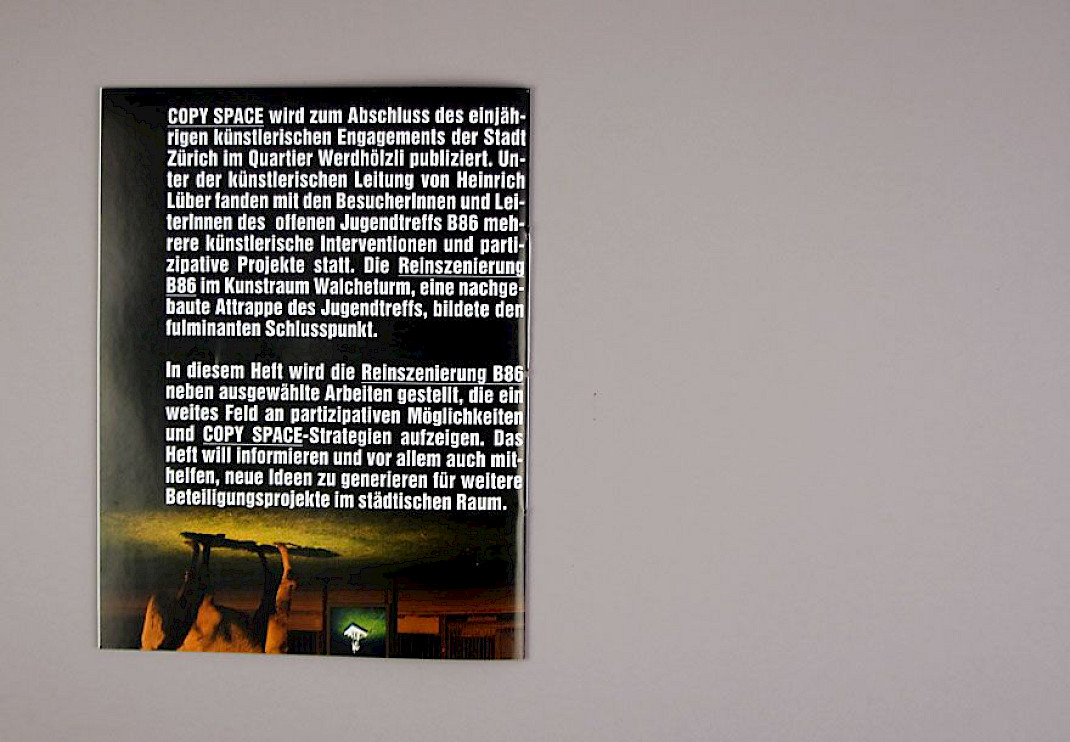 COPY SPACE wird zum Abschluss des einjäh-
rigen künstlerischen Engagements der Stadt
Zürich im Quartier Werdhölzli publiziert. Un-
ter der künstlerischen Leitung von Heinrich
Lüber fanden mit den BesucherInnen und Lei-
terInnen des offenen Jugendtreffs B86 meh-
rere künstlerische Interventionen und parti-
zipative Projekte statt. Die Reinszenierung
B86 im Kunstraum Walcheturm, eine nachge-
baute Attrappe des Jugendtreffs, bildete den
fulminanten Schlusspunkt.
In diesem Heft wird die Reinszenierung B86
neben ausgewählte Arbeiten gestellt, die ein
weites Feld an partizipativen Möglichkeiten
und COPY SPACE-Strategien aufzeigen. Das
Heft will informieren und vor allem auch mit-
helfen, neue Ideen zu generieren für weitere
Beteiligungsprojekte im städtischen Raum.